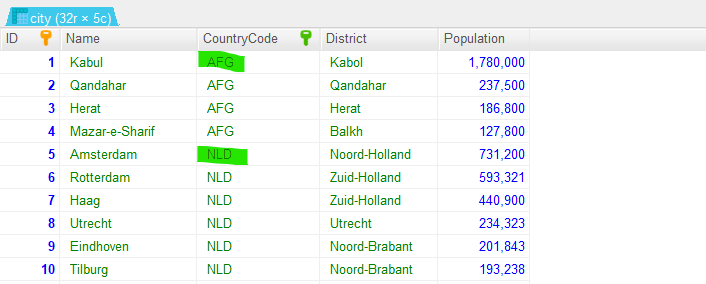 city (32r × 5c)
ID Name CountryCode District Population
1 Kabul AFG Kabol 1,780,000
2 Qandahar AFG Qandahar 237,500
3 Herat AFG Herat 186,800
4 Mazar-e-Sharif AFG Balkh 127,800
5 Amsterdam NLD Noord-Holland 731,200
6 Rotterdam NLD Zuid-Holland 593,321
7 Haag NLD Zuid-Holland 440,900
8 Utrecht NLD Utrecht 234,323
9 Eindhoven NLD Noord-Brabant 201,843
10 Tilburg NLD Noord-Brabant 193,238